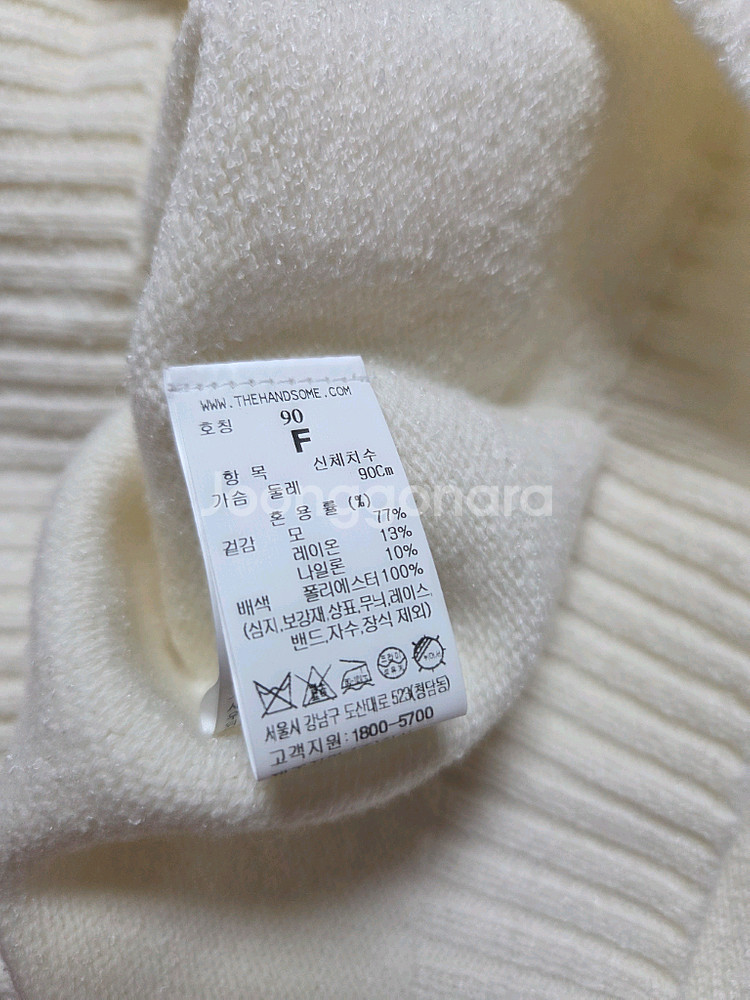 WWW.THEHANDSOME.COM
호칭 90
F
항 목 신체치수
가슴 둘레 90Cm
혼 용 률 (%)
겉감 모 77%
레이온 13%
나일론 10%
배색 폴리에스터 100%
(심지,보강재,상표,무늬,레이스,
밴드,자수,장식 제외)
서울시 강남구 도산대로 523(청담동)
고객지원:1800-5700
Joonggonara